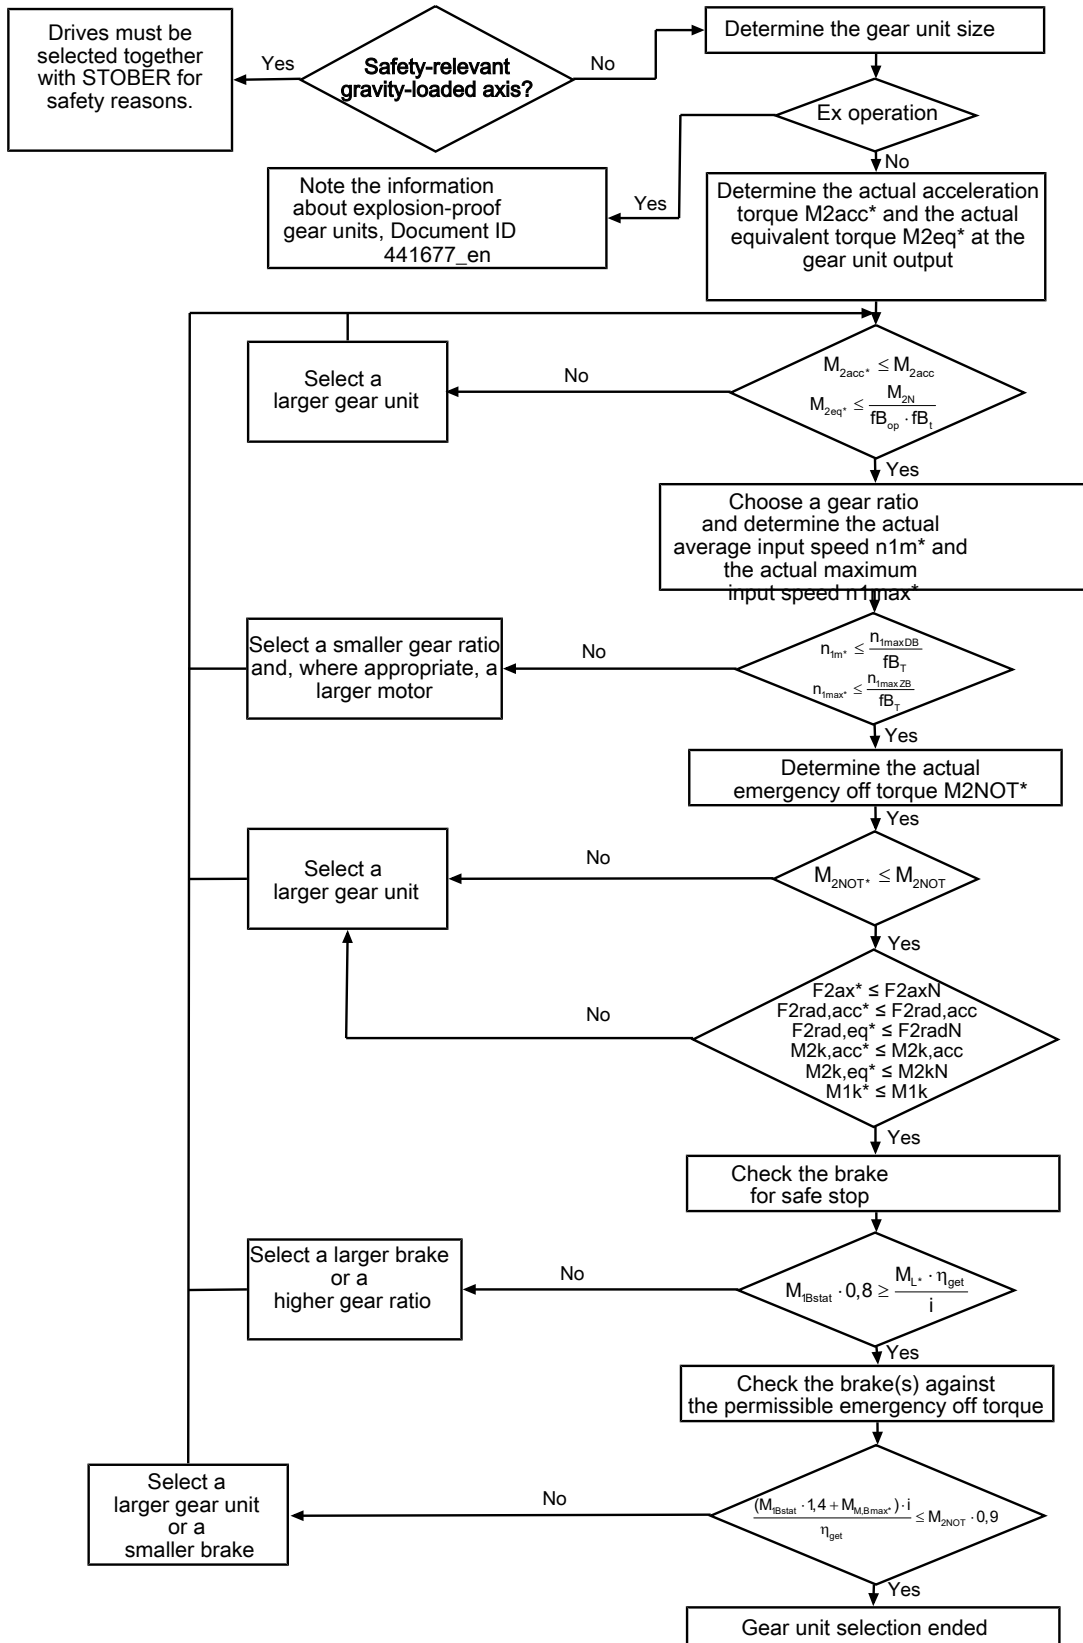 Drives must be
selected together
with STOBER for
safety reasons.
Yes
Safety-relevant
gravity-loaded axis?
No
Determine the gear unit size
Ex operation
No
Yes
Note the information
about explosion-proof
gear units, Document ID
441677_en
Determine the actual acceleration
torque M2acc* and the actual
equivalent torque M2eq* at the
gear unit output
M2acc* ≤ M2acc
M2eq* ≤ M2N / (fBop · fBt)
No
Select a
larger gear unit
Yes
Choose a gear ratio
and determine the actual
average input speed n1m* and
the actual maximum
input speed n1max*
n1m* ≤ n1maxDB / fBT
n1max* ≤ n1maxZB / fBT
No
Select a smaller gear ratio
and, where appropriate, a
larger motor
Yes
Determine the actual
emergency off torque M2NOT*
Yes
M2NOT* ≤ M2NOT
No
Select a
larger gear unit
Yes
F2ax* ≤ F2axN
F2rad,acc* ≤ F2rad,acc
F2rad,eq* ≤ F2radN
M2k,acc* ≤ M2k,acc
M2k,eq* ≤ M2kN
M1k* ≤ M1k
No
Yes
Check the brake
for safe stop
M1Bstat · 0,8 ≥ ML* · ηget / i
No
Select a larger brake
or a
higher gear ratio
Yes
Check the brake(s) against
the permissible emergency off torque
(M1Bstat · 1,4 + MM,Bmax*) · i / ηget ≤ M2NOT · 0,9
No
Select a
larger gear unit
or a
smaller brake
Yes
Gear unit selection ended